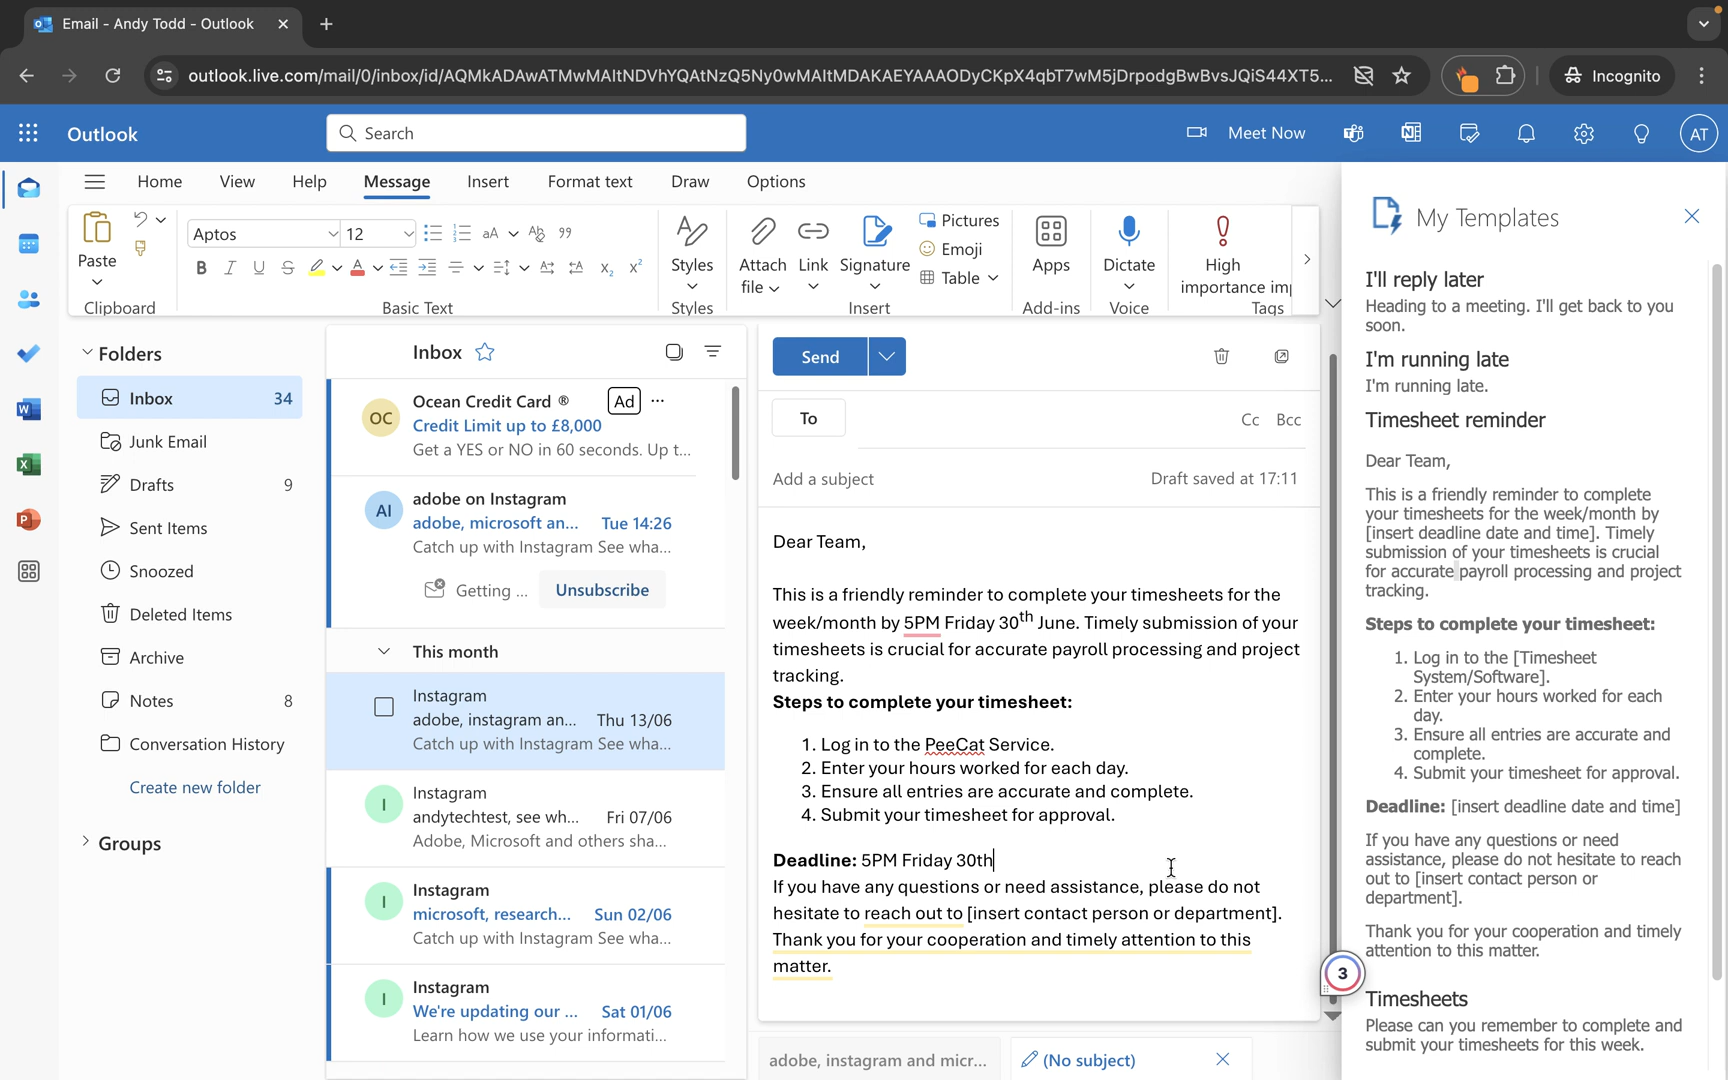 Email - Andy Todd - Outlook
outlook.live.com/mail/0/inbox/id/AQMkADAwATMwMAItNDVhYQAtNzQ5Ny0wMAItMDAKAEYAAAODyCKpX4qbT7wM5jDrpodgBwBvsJQiS44XT5...
Incognito
Outlook
Search
Meet Now
AT
Home
View
Help
Message
Insert
Format text
Draw
Options
Paste
Clipboard
Aptos
12
Basic Text
Styles
Styles
Attach file
Link
Signature
Pictures
Emoji
Table
Insert
Apps
Add-ins
Dictate
Voice
High
importance im
Tags
Folders
Inbox 34
Junk Email
Drafts 9
Sent Items
Snoozed
Deleted Items
Archive
Notes 8
Conversation History
Create new folder
Groups
Inbox
OC
Ocean Credit Card ® Ad ...
Credit Limit up to £8,000
Get a YES or NO in 60 seconds. Up t...
AI
adobe on Instagram
adobe, microsoft an... Tue 14:26
Catch up with Instagram See wha...
Getting ... Unsubscribe
This month
Instagram
adobe, instagram an... Thu 13/06
Catch up with Instagram See wha...
I
Instagram
andytechtest, see wh... Fri 07/06
Adobe, Microsoft and others sha...
I
Instagram
microsoft, research... Sun 02/06
Catch up with Instagram See wha...
I
Instagram
We're updating our ... Sat 01/06
Learn how we use your informati...
Send
To
Cc Bcc
Add a subject
Draft saved at 17:11
Dear Team,
This is a friendly reminder to complete your timesheets for the
week/month by 5PM Friday 30th June. Timely submission of your
timesheets is crucial for accurate payroll processing and project
tracking.
Steps to complete your timesheet:
1. Log in to the PeeCat Service.
2. Enter your hours worked for each day.
3. Ensure all entries are accurate and complete.
4. Submit your timesheet for approval.
Deadline: 5PM Friday 30th
If you have any questions or need assistance, please do not
hesitate to reach out to [insert contact person or department].
Thank you for your cooperation and timely attention to this
matter.
3
adobe, instagram and micr...
(No subject)
My Templates
I'll reply later
Heading to a meeting. I'll get back to you
soon.
I'm running late
I'm running late.
Timesheet reminder
Dear Team,
This is a friendly reminder to complete
your timesheets for the week/month by
[insert deadline date and time]. Timely
submission of your timesheets is crucial
for accurate payroll processing and project
tracking.
Steps to complete your timesheet:
1. Log in to the [Timesheet
System/Software].
2. Enter your hours worked for each
day.
3. Ensure all entries are accurate and
complete.
4. Submit your timesheet for approval.
Deadline: [insert deadline date and time]
If you have any questions or need
assistance, please do not hesitate to reach
out to [insert contact person or
department].
Thank you for your cooperation and timely
attention to this matter.
Timesheets
Please can you remember to complete and
submit your timesheets for this week.